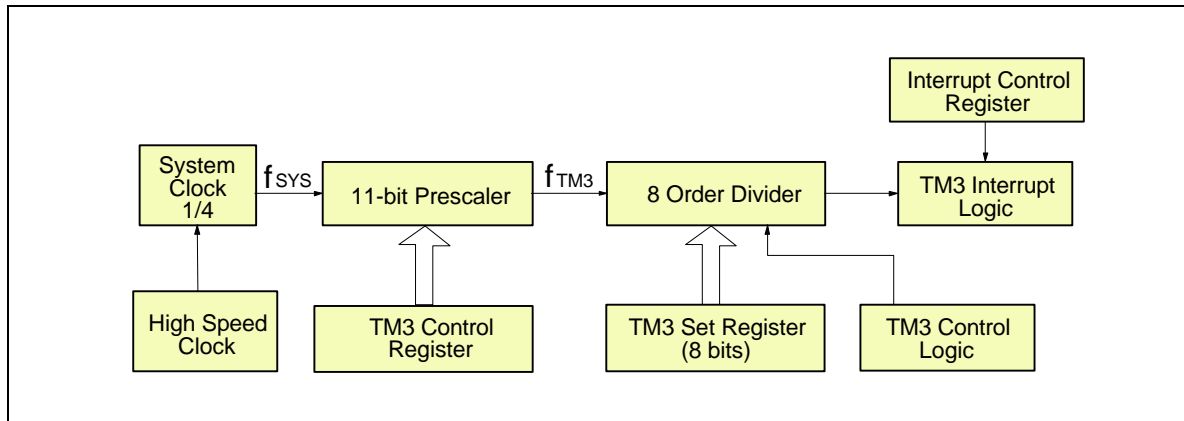 Interrupt Control
Register
System
Clock
1/4
fSYS
11-bit Prescaler
fTM3
8 Order Divider
TM3 Interrupt
Logic
High Speed
Clock
TM3 Control
Register
TM3 Set Register
(8 bits)
TM3 Control
Logic